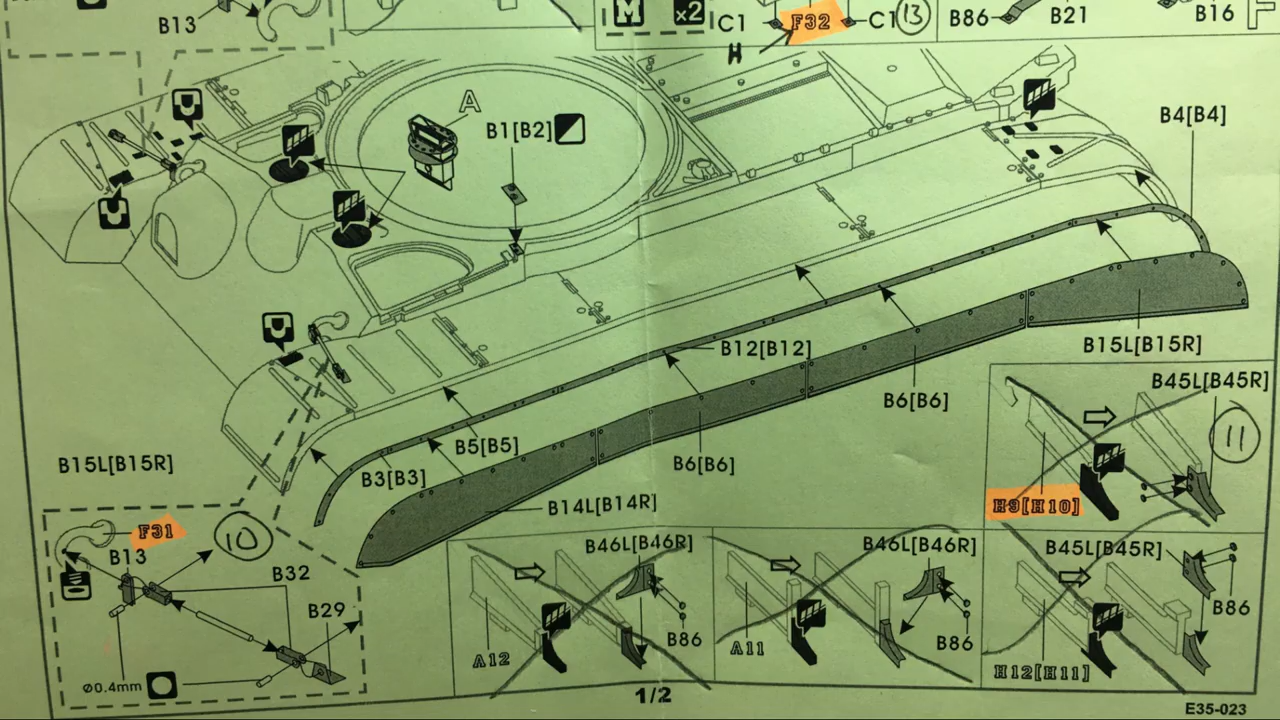 B13
M x2
C1
F32
C1
13
B86
B21
B16
F
H
A
B1[B2]
B4[B4]
B15L[B15R]
B12[B12]
B6[B6]
B45L[B45R]
11
B5[B5]
B6[B6]
B3[B3]
B15L[B15R]
H9[H10]
B14L[B14R]
F31
10
B13
B32
B29
ø0.4mm
B46L[B46R]
A12
B86
B46L[B46R]
A11
B86
B45L[B45R]
B86
H12[H11]
1/2
E35-023